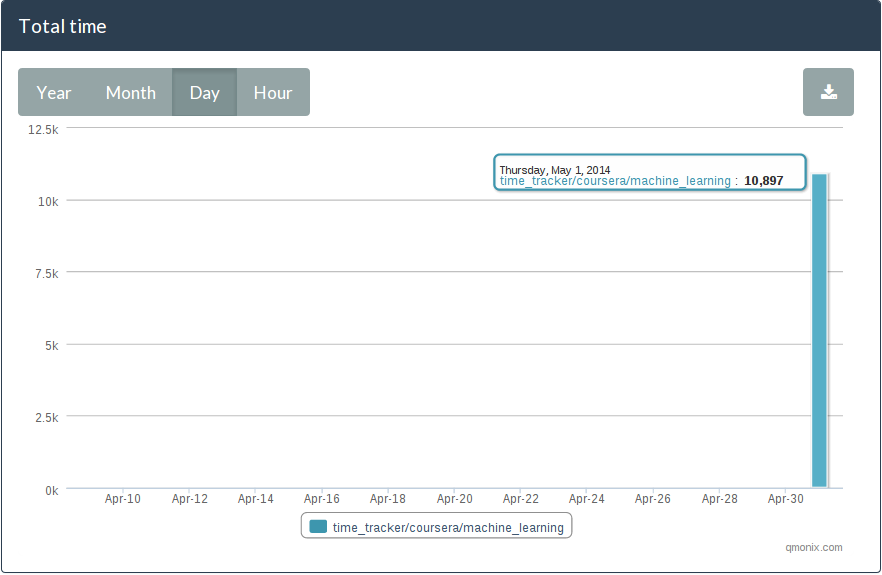 Total time
Year Month Day Hour
12.5k
Thursday, May 1, 2014
time_tracker/coursera/machine_learning : 10,897
10k
7.5k
5k
2.5k
0k
Apr-10 Apr-12 Apr-14 Apr-16 Apr-18 Apr-20 Apr-22 Apr-24 Apr-26 Apr-28 Apr-30
time_tracker/coursera/machine_learning
qmonix.com